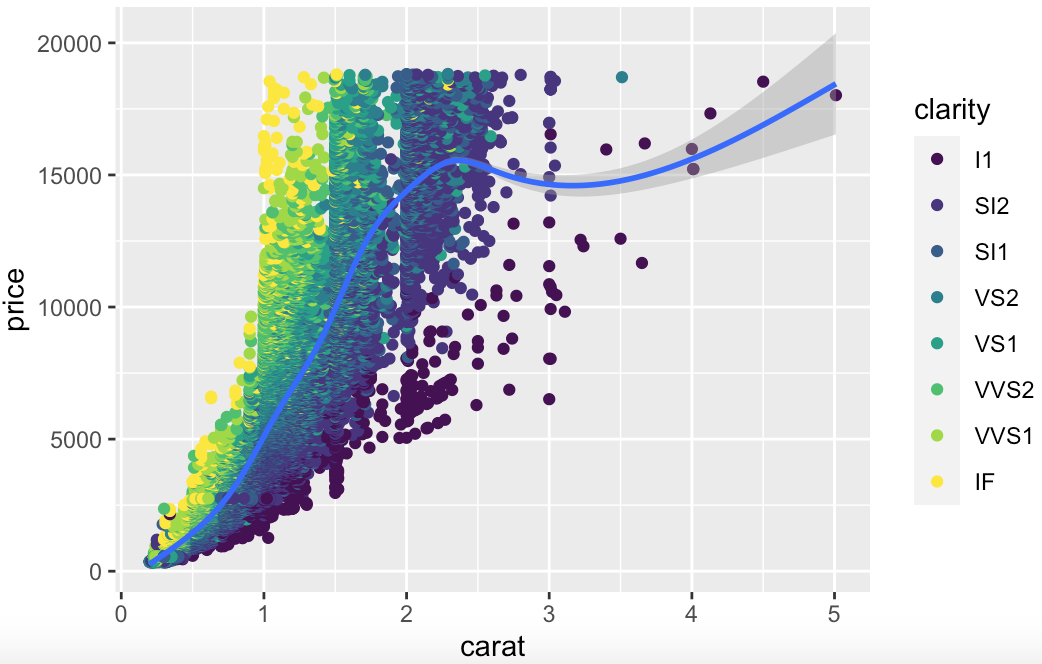 20000
15000
10000
5000
0
price
0 1 2 3 4 5
carat
clarity
I1
SI2
SI1
VS2
VS1
VVS2
VVS1
IF